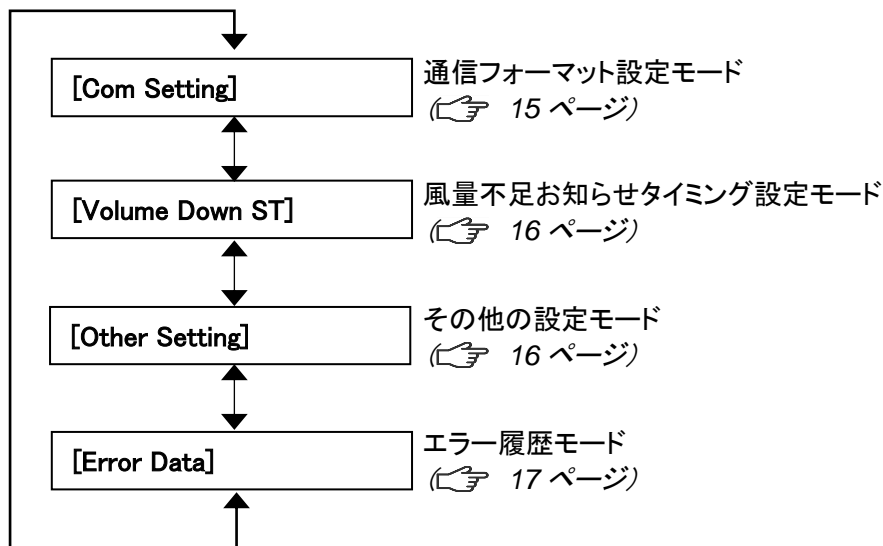 [Com Setting]
通信フォーマット設定モード
(☞ 15 ページ)
[Volume Down ST]
風量不足お知らせタイミング設定モード
(☞ 16 ページ)
[Other Setting]
その他の設定モード
(☞ 16 ページ)
[Error Data]
エラー履歴モード
(☞ 17 ページ)